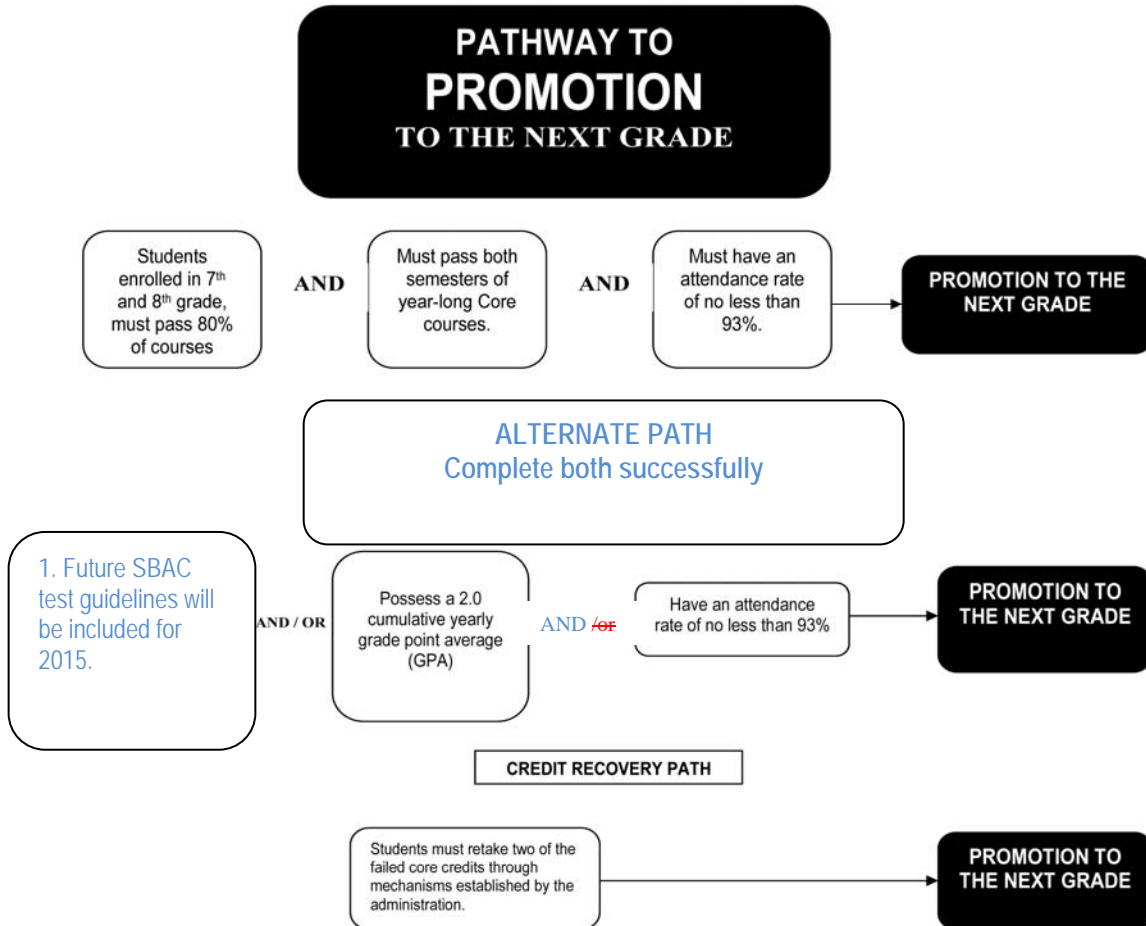 PATHWAY TO
PROMOTION
TO THE NEXT GRADE
Students
enrolled in 7th
and 8th grade,
must pass 80%
of courses
AND
Must pass both
semesters of
year-long Core
courses.
AND
Must have an
attendance rate
of no less than
93%.
PROMOTION TO THE
NEXT GRADE
ALTERNATE PATH
Complete both successfully
1. Future SBAC
test guidelines will
be included for
2015.
AND / OR
Possess a 2.0
cumulative yearly
grade point average
(GPA)
AND /or
Have an attendance
rate of no less than 93%
PROMOTION TO
THE NEXT GRADE
CREDIT RECOVERY PATH
Students must retake two of the
failed core credits through
mechanisms established by the
administration.
PROMOTION TO
THE NEXT GRADE